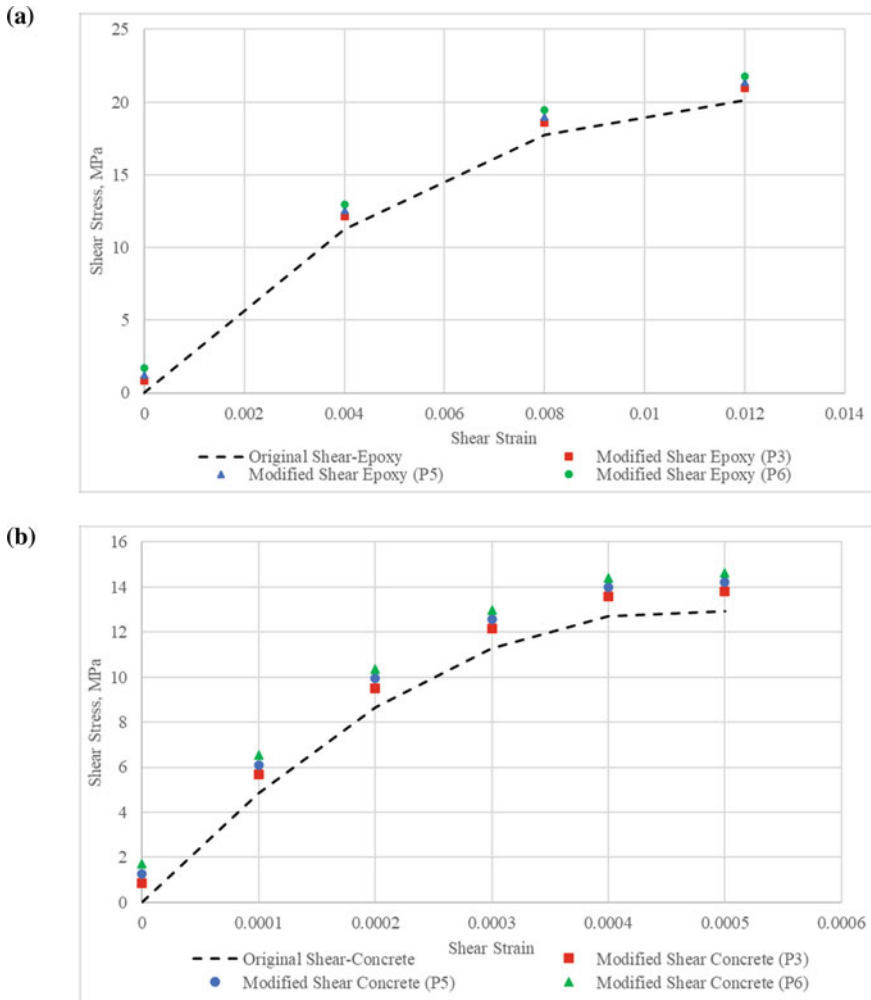 (a)
25
20
15
10
5
0
Shear Stress, MPa
0 0.002 0.004 0.006 0.008 0.01 0.012 0.014
Shear Strain
Original Shear-Epoxy Modified Shear Epoxy (P3)
Modified Shear Epoxy (P5) Modified Shear Epoxy (P6)
(b)
16
14
12
10
8
6
4
2
0
Shear Stress, MPa
0 0.0001 0.0002 0.0003 0.0004 0.0005 0.0006
Shear Strain
Original Shear-Concrete Modified Shear Concrete (P3)
Modified Shear Concrete (P5) Modified Shear Concrete (P6)